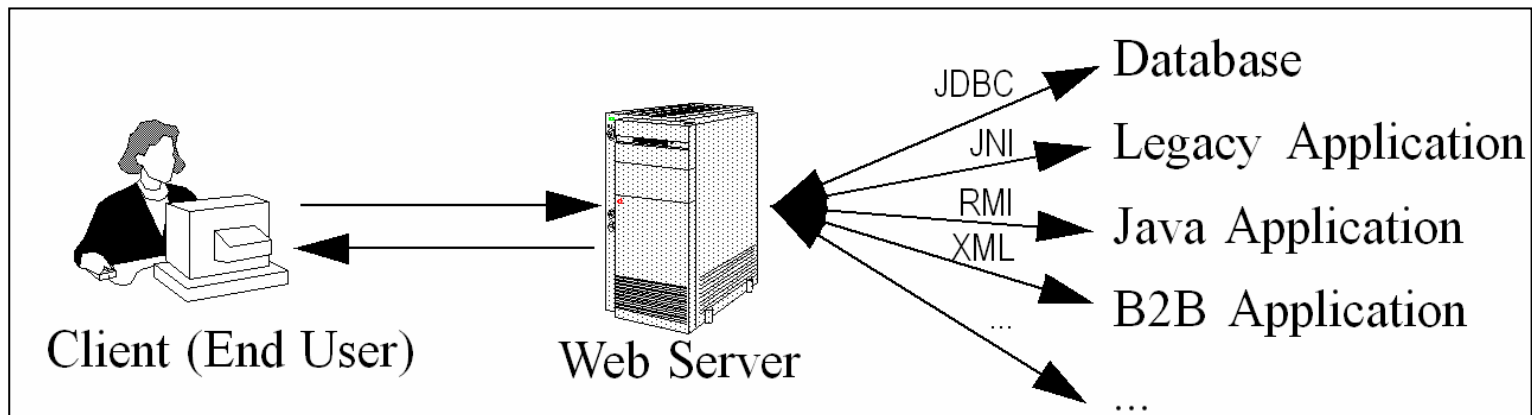 Client (End User)
Web Server
JDBC
Database
JNI
Legacy Application
RMI
Java Application
XML
B2B Application
...
...